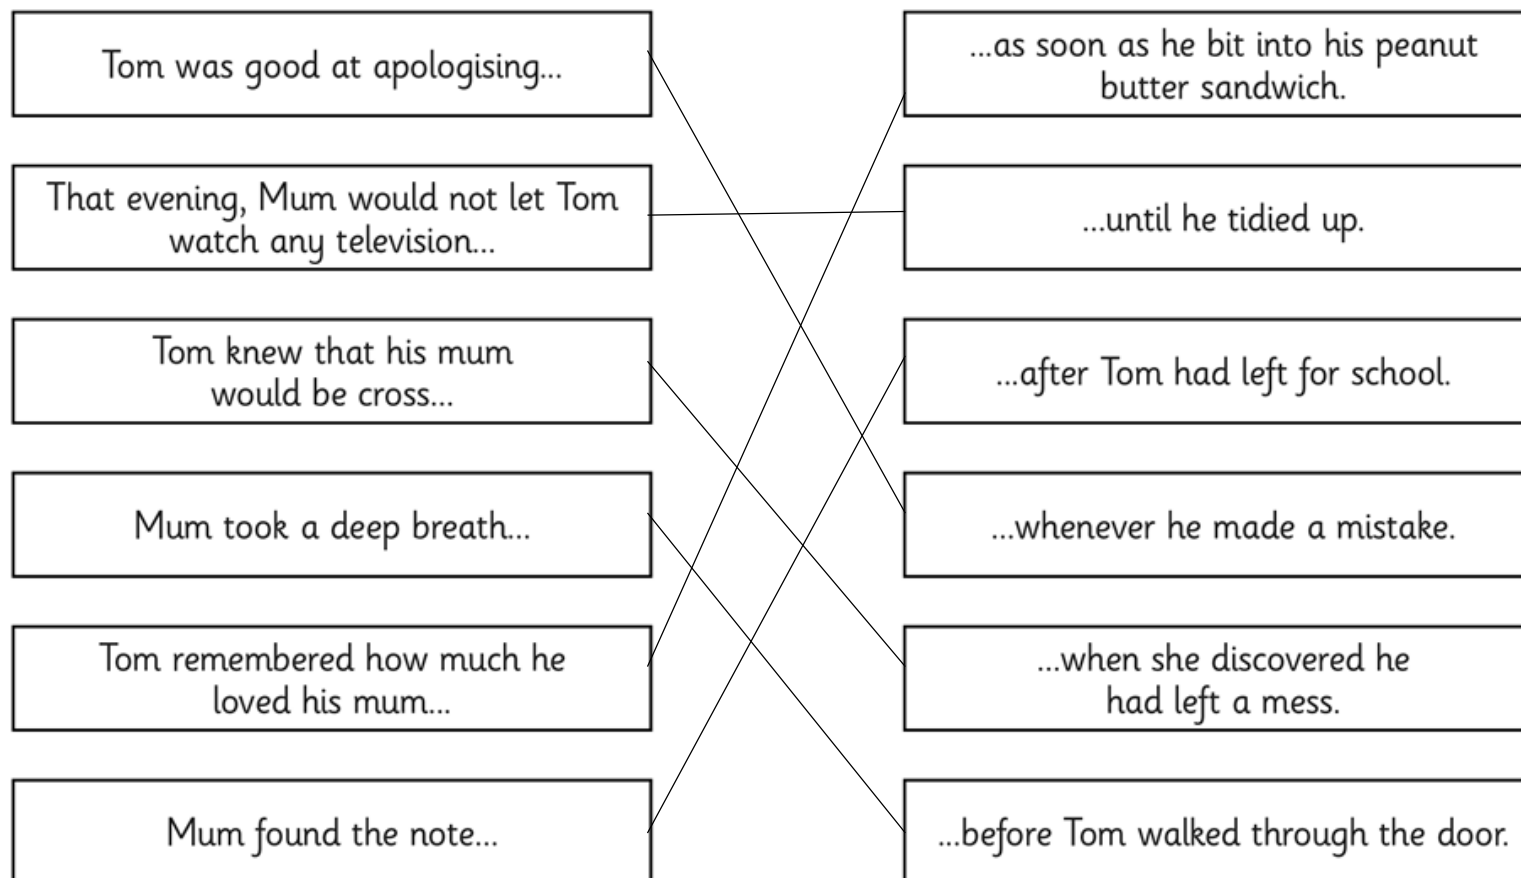 Tom was good at apologising...
...as soon as he bit into his peanut
butter sandwich.
That evening, Mum would not let Tom
watch any television...
...until he tidied up.
Tom knew that his mum
would be cross...
...after Tom had left for school.
Mum took a deep breath...
...whenever he made a mistake.
Tom remembered how much he
loved his mum...
...when she discovered he
had left a mess.
Mum found the note...
...before Tom walked through the door.